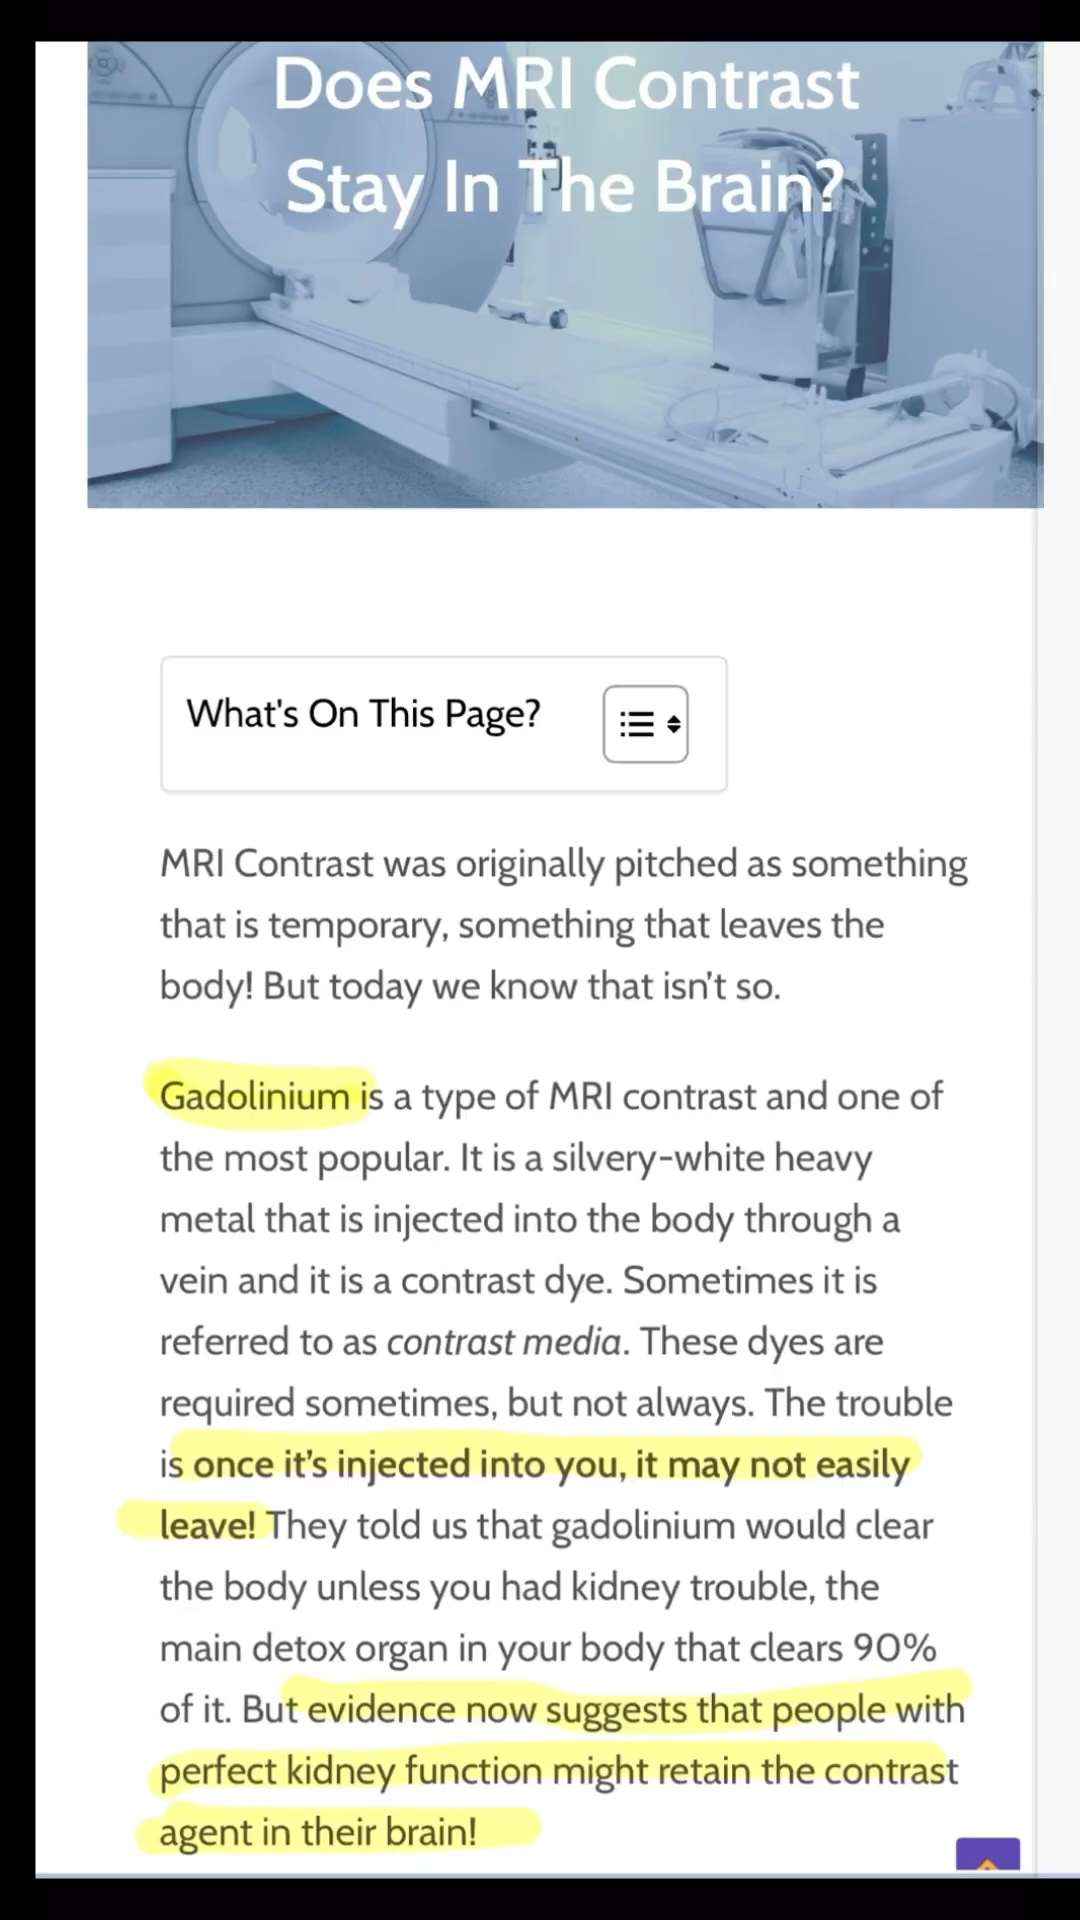 Does MRI Contrast
Stay In The Brain?
What's On This Page?
MRI Contrast was originally pitched as something
that is temporary, something that leaves the
body! But today we know that isn't so.
Gadolinium is a type of MRI contrast and one of
the most popular. It is a silvery-white heavy
metal that is injected into the body through a
vein and it is a contrast dye. Sometimes it is
referred to as contrast media. These dyes are
required sometimes, but not always. The trouble
is once it's injected into you, it may not easily
leave! They told us that gadolinium would clear
the body unless you had kidney trouble, the
main detox organ in your body that clears 90%
of it. But evidence now suggests that people with
perfect kidney function might retain the contrast
agent in their brain!